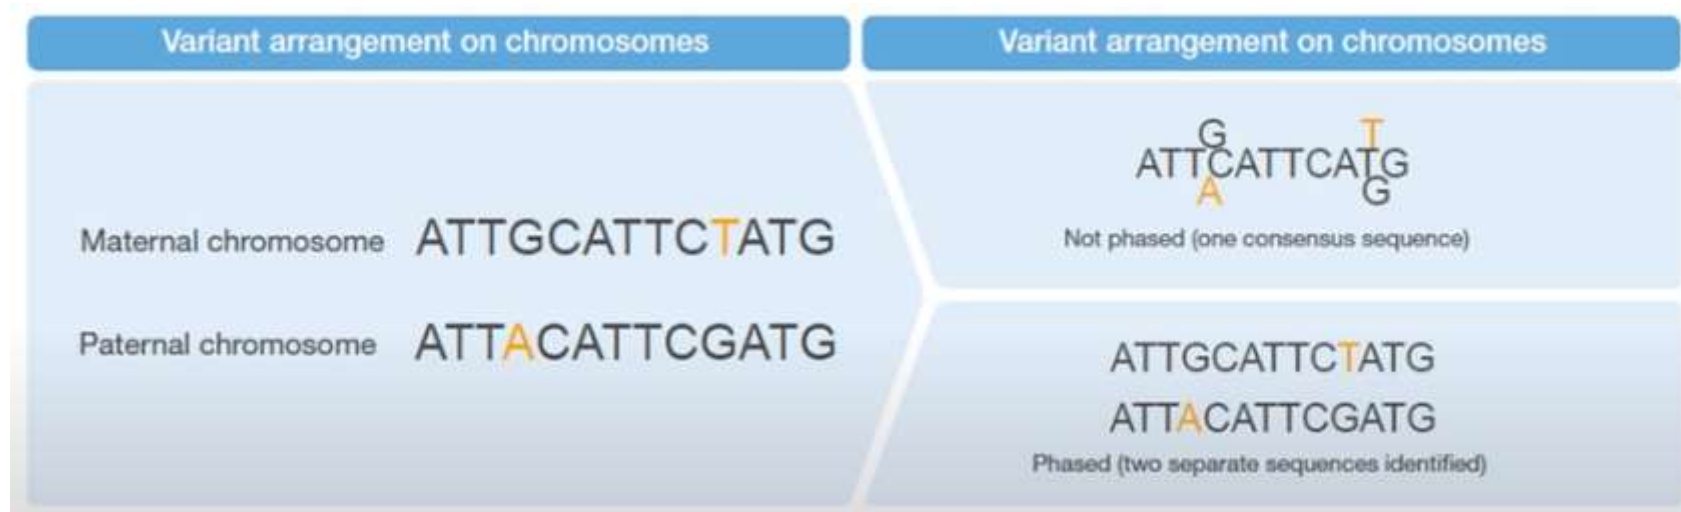 Variant arrangement on chromosomes
Maternal chromosome ATTGCATTCTATG
Paternal chromosome ATTACATTCGATG
Variant arrangement on chromosomes
G T
ATTCATTCATG
A G
Not phased (one consensus sequence)
ATTGCATTCTATG
ATTACATTCGATG
Phased (two separate sequences identified)